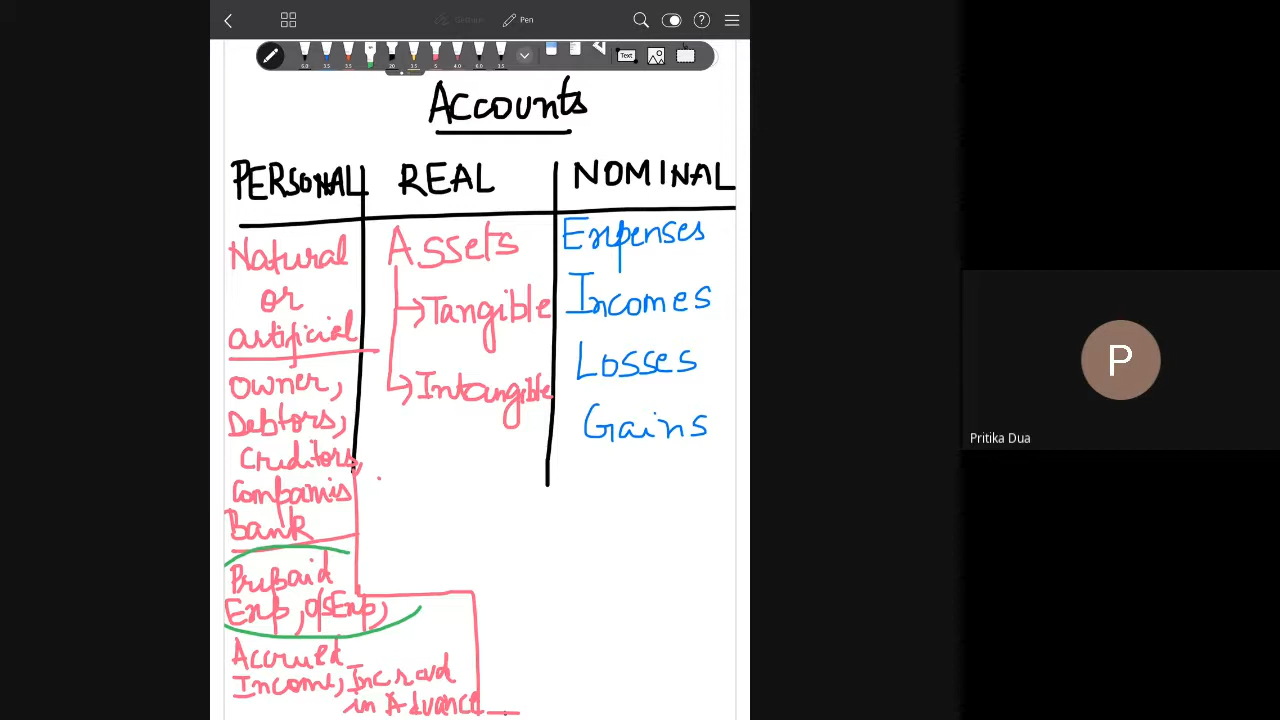 Pen
Text
Accounts
PERSONAL REAL NOMINAL
Natural
or
artificial
Owner,
Debtors,
Creditors,
Companies
Bank
Prepaid
Exp, o/s Exp,
Accrued
Income, Inc recd
in Advance
Assets
→Tangible
→Intangible
Expenses
Incomes
Losses
Gains
P
Pritika Dua